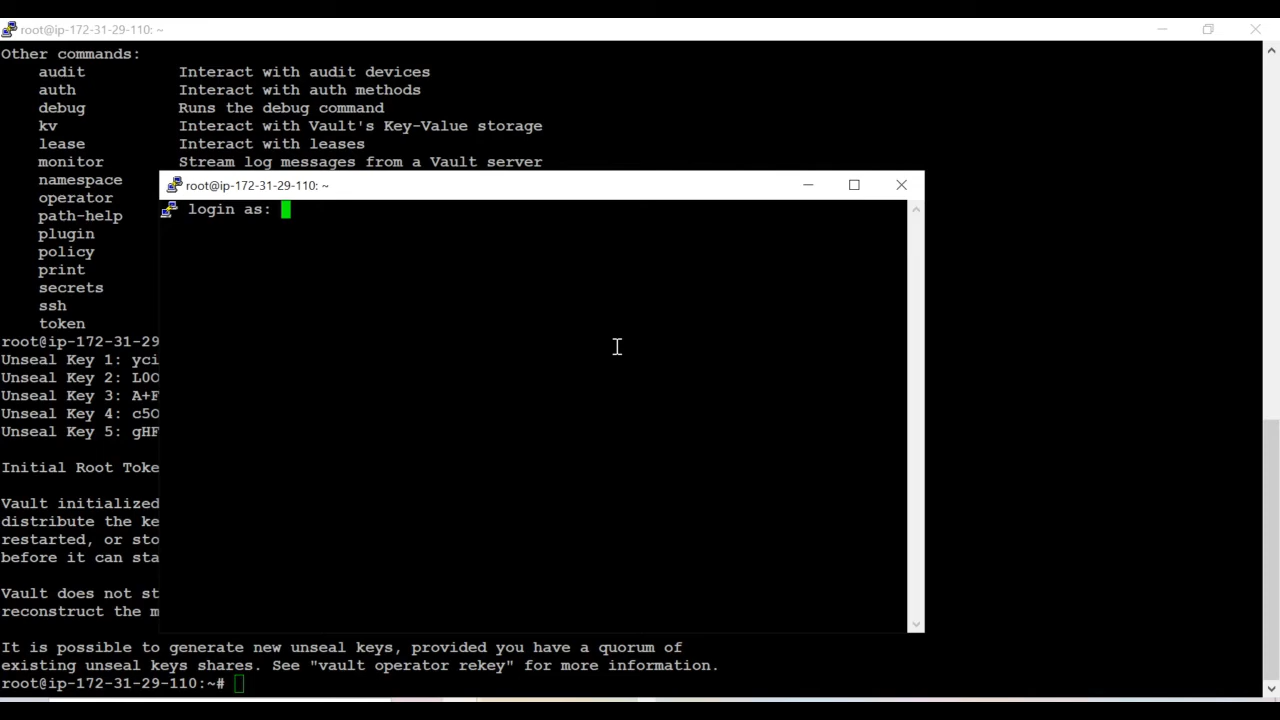 root@ip-172-31-29-110: ~
Other commands:
audit Interact with audit devices
auth Interact with auth methods
debug Runs the debug command
kv Interact with Vault's Key-Value storage
lease Interact with leases
monitor Stream log messages from a Vault server
namespace
operator
path-help
plugin
policy
print
secrets
ssh
token
root@ip-172-31-29
Unseal Key 1: yci
Unseal Key 2: L0O
Unseal Key 3: A+F
Unseal Key 4: c5O
Unseal Key 5: gHF
Initial Root Toke
Vault initialized
distribute the ke
restarted, or sto
before it can sta
Vault does not st
reconstruct the m
It is possible to generate new unseal keys, provided you have a quorum of
existing unseal keys shares. See "vault operator rekey" for more information.
root@ip-172-31-29-110:~#
root@ip-172-31-29-110: ~
login as: